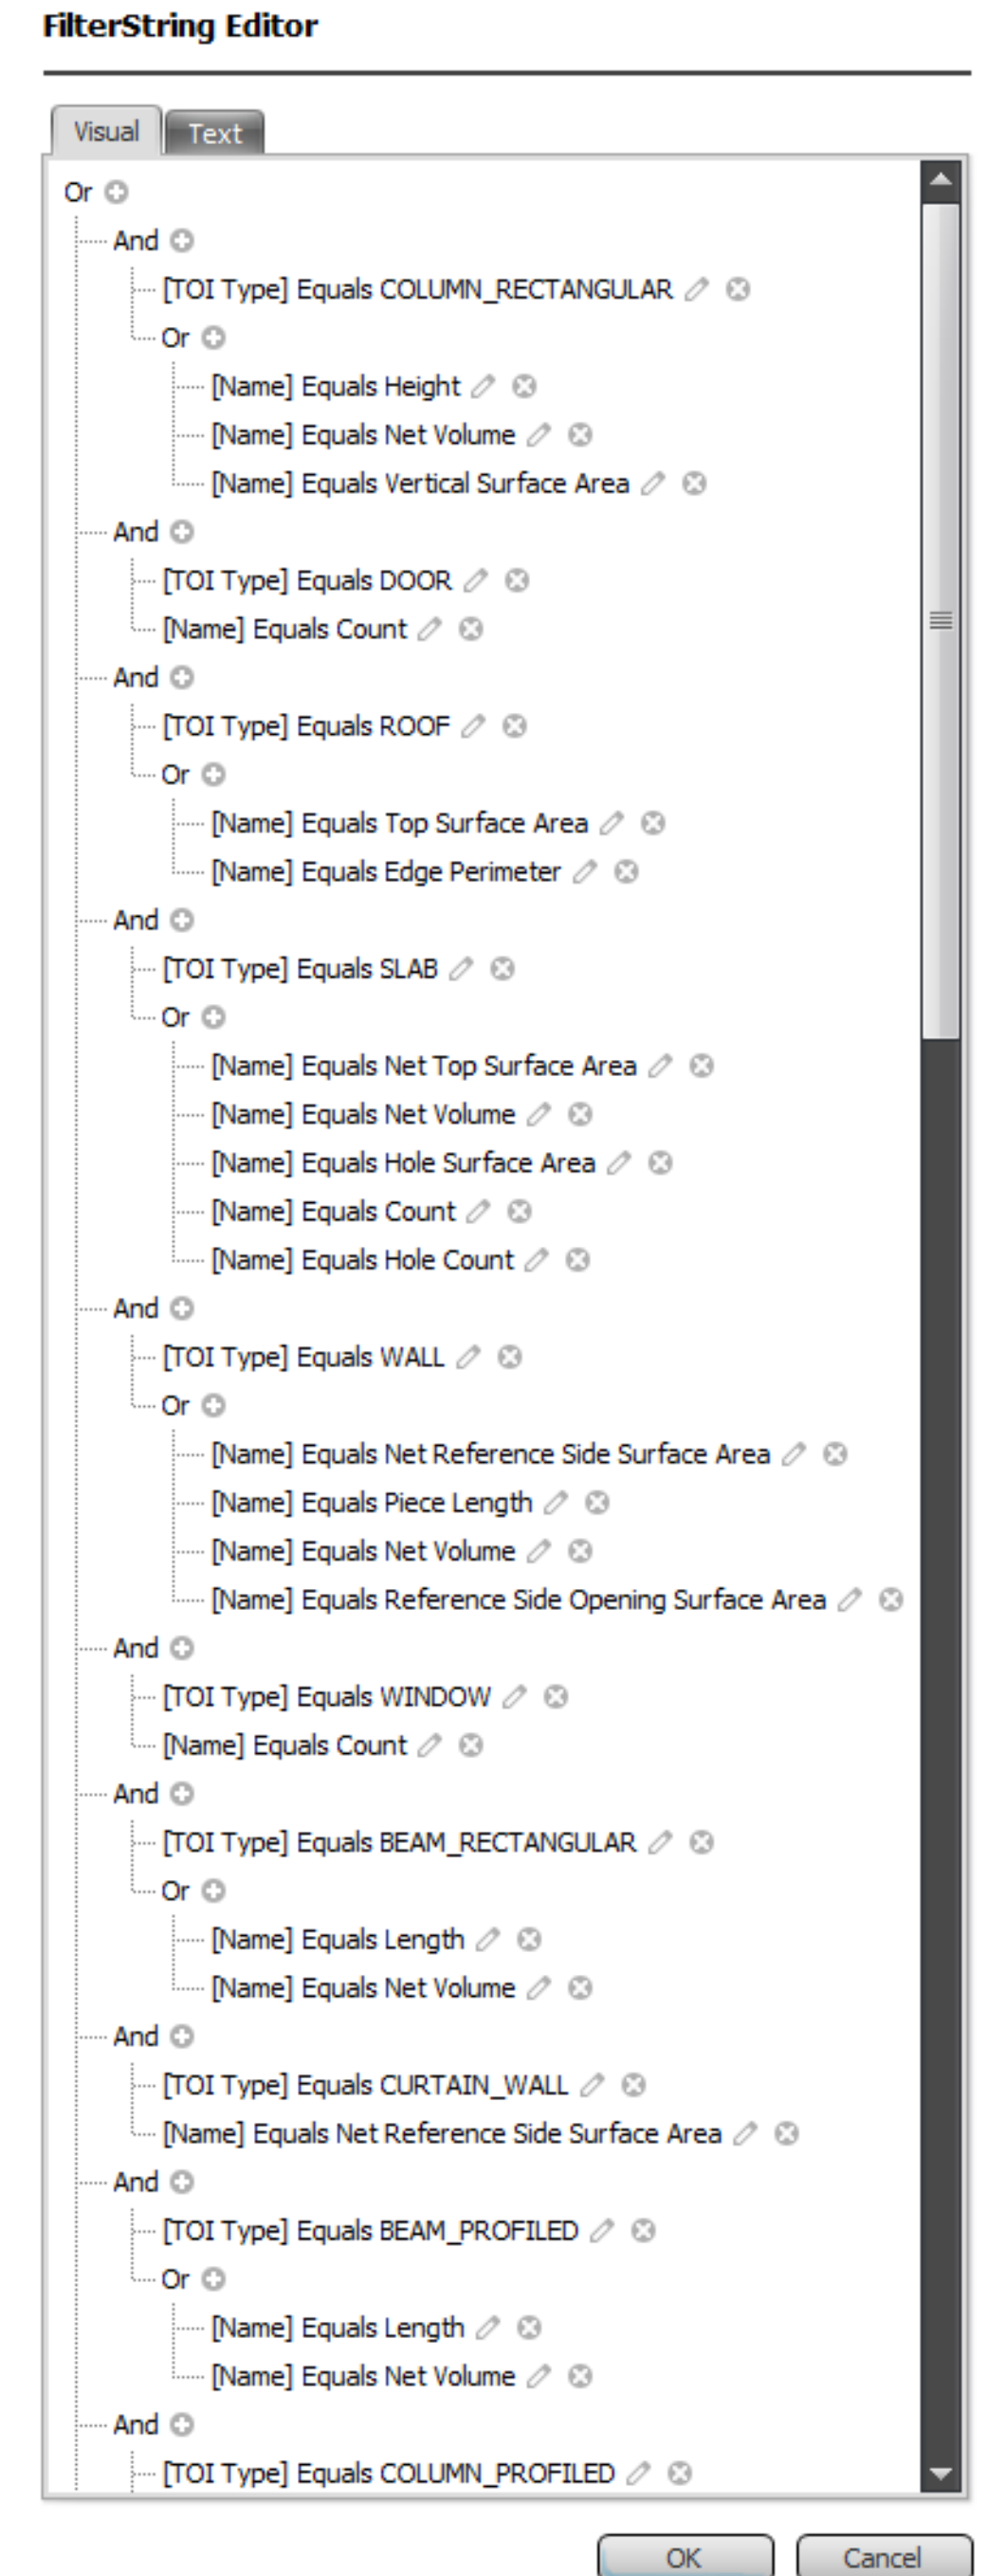 FilterString Editor
Visual Text
Or
And
[TOI Type] Equals COLUMN_RECTANGULAR
Or
[Name] Equals Height
[Name] Equals Net Volume
[Name] Equals Vertical Surface Area
And
[TOI Type] Equals DOOR
[Name] Equals Count
And
[TOI Type] Equals ROOF
Or
[Name] Equals Top Surface Area
[Name] Equals Edge Perimeter
And
[TOI Type] Equals SLAB
Or
[Name] Equals Net Top Surface Area
[Name] Equals Net Volume
[Name] Equals Hole Surface Area
[Name] Equals Count
[Name] Equals Hole Count
And
[TOI Type] Equals WALL
Or
[Name] Equals Net Reference Side Surface Area
[Name] Equals Piece Length
[Name] Equals Net Volume
[Name] Equals Reference Side Opening Surface Area
And
[TOI Type] Equals WINDOW
[Name] Equals Count
And
[TOI Type] Equals BEAM_RECTANGULAR
Or
[Name] Equals Length
[Name] Equals Net Volume
And
[TOI Type] Equals CURTAIN_WALL
[Name] Equals Net Reference Side Surface Area
And
[TOI Type] Equals BEAM_PROFILED
Or
[Name] Equals Length
[Name] Equals Net Volume
And
[TOI Type] Equals COLUMN_PROFILED
OK Cancel